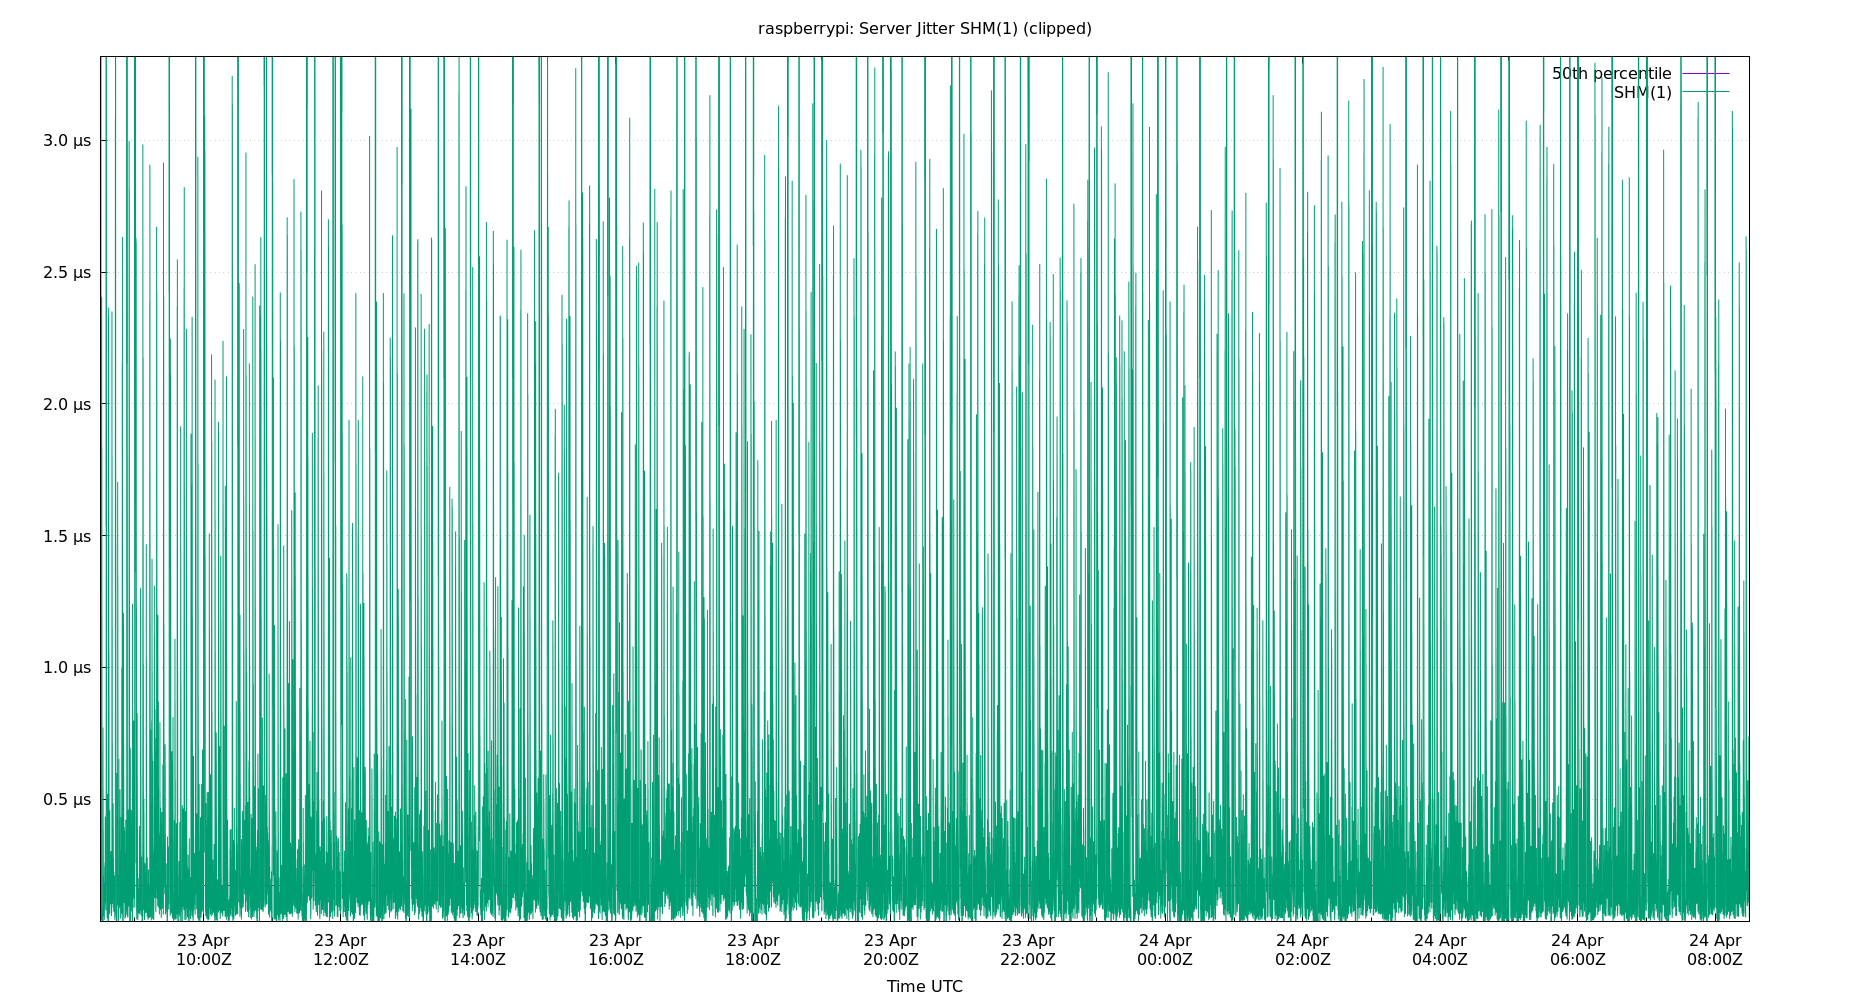 raspberrypi: Server Jitter SHM(1) (clipped)
50th percentile
SHM(1)
3.0 µs
2.5 µs
2.0 µs
1.5 µs
1.0 µs
0.5 µs
23 Apr 23 Apr 23 Apr 23 Apr 23 Apr 23 Apr 23 Apr 24 Apr 24 Apr 24 Apr 24 Apr 24 Apr
10:00Z 12:00Z 14:00Z 16:00Z 18:00Z 20:00Z 22:00Z 00:00Z 02:00Z 04:00Z 06:00Z 08:00Z
Time UTC